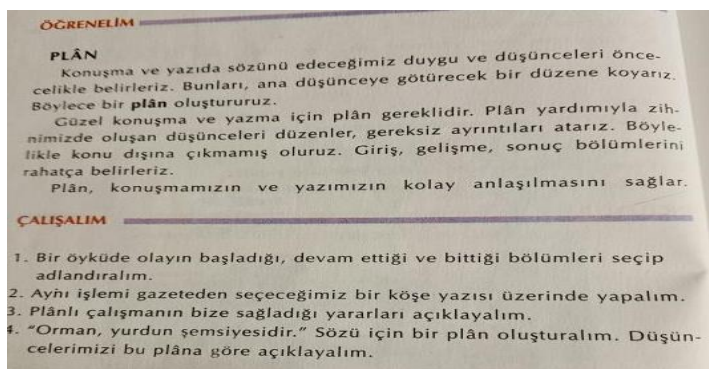 ÖĞRENELİM
PLÂN
Konuşma ve yazıda sözünü edeceğimiz duygu ve düşünceleri önce-
celikle belirleriz. Bunları, ana düşünceye götürecek bir düzene koyarız.
Böylece bir plân oluştururuz.
Güzel konuşma ve yazma için plân gereklidir. Plân yardımıyla zih-
nimizde oluşan düşünceleri düzenler, gereksiz ayrıntıları atarız. Böyle-
likle konu dışına çıkmamış oluruz. Giriş, gelişme, sonuç bölümlerini
rahatça belirleriz.
Plân, konuşmamızın ve yazımızın kolay anlaşılmasını sağlar.
ÇALIŞALIM
1. Bir öyküde olayın başladığı, devam ettiği ve bittiği bölümleri seçip
adlandıralım.
2. Aynı işlemi gazeteden seçeceğimiz bir köşe yazısı üzerinde yapalım.
3. Plânlı çalışmanın bize sağladığı yararları açıklayalım.
4. "Orman, yurdun şemsiyesidir." Sözü için bir plân oluşturalım. Düşün-
celerimizi bu plâna göre açıklayalım.